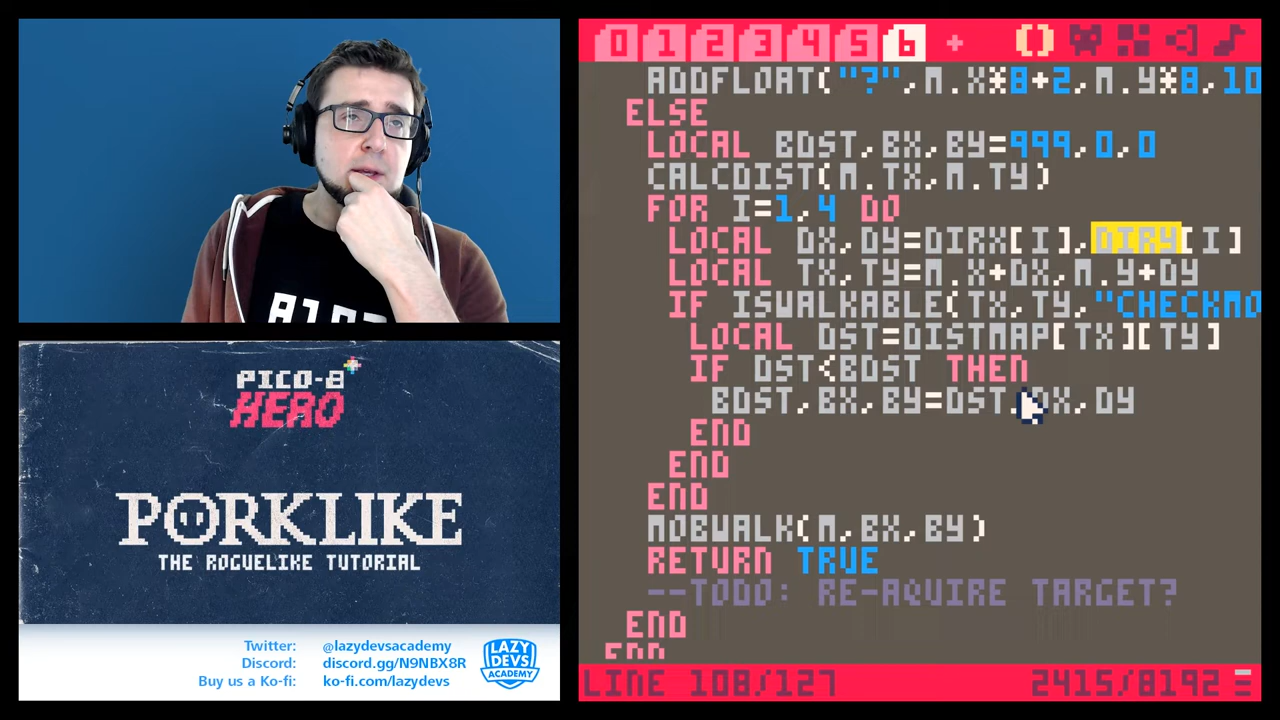 0 1 2 3 4 5 6 +
ADDFLOAT("?",M.X*8+2,M.Y*8,10
ELSE
LOCAL BDST,BX,BY=999,0,0
CALCDIST(M.TX,M.TY)
FOR I=1,4 DO
LOCAL DX,DY=DIRX[I],DIRY[I]
LOCAL TX,TY=M.X+DX,M.Y+DY
IF ISWALKABLE(TX,TY,"CHECKMO
LOCAL DST=DISTMAP[TX][TY]
IF DST<BDST THEN
BDST,BX,BY=DST,DX,DY
END
END
END
MOBWALK(M,BX,BY)
RETURN TRUE
--TODO: RE-AQUIRE TARGET?
END
END
LINE 108/127 2415/8192
PICO-8
HERO
PORKLIKE
THE ROGUELIKE TUTORIAL
Twitter: @lazydevsacademy
Discord: discord.gg/N9NBX8R
Buy us a Ko-fi: ko-fi.com/lazydevs
LAZY
DEVS
ACADEMY